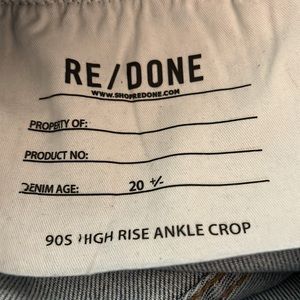 RE/DONE
WWW.SHOPREDONE.COM
PROPERTY OF:
PRODUCT NO:
DENIM AGE: 20 +/-
90S HIGH RISE ANKLE CROP